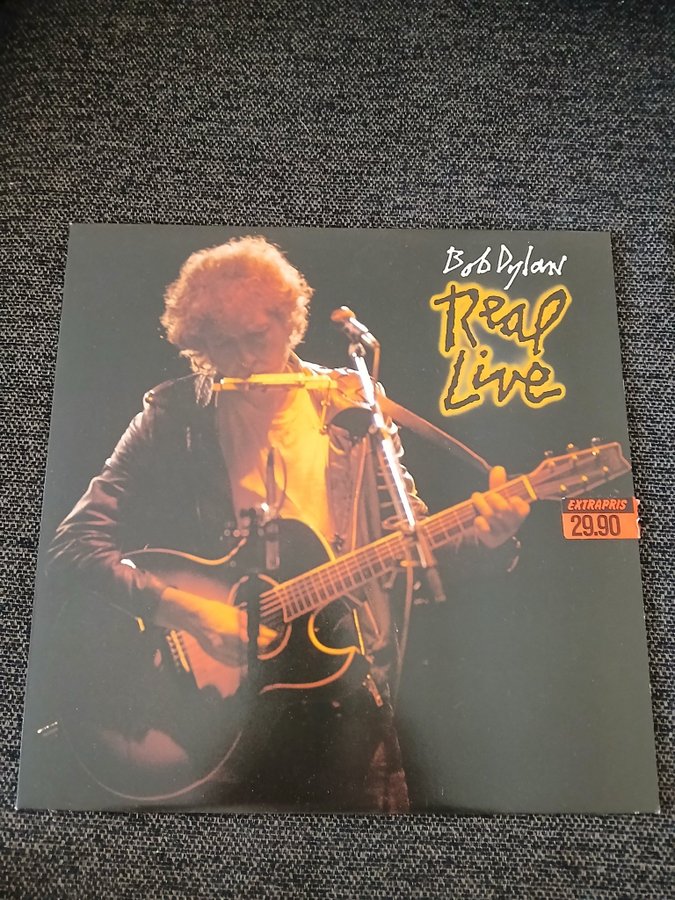 Bob Dylan
Real
Live
EXTRAPRIS
29.90